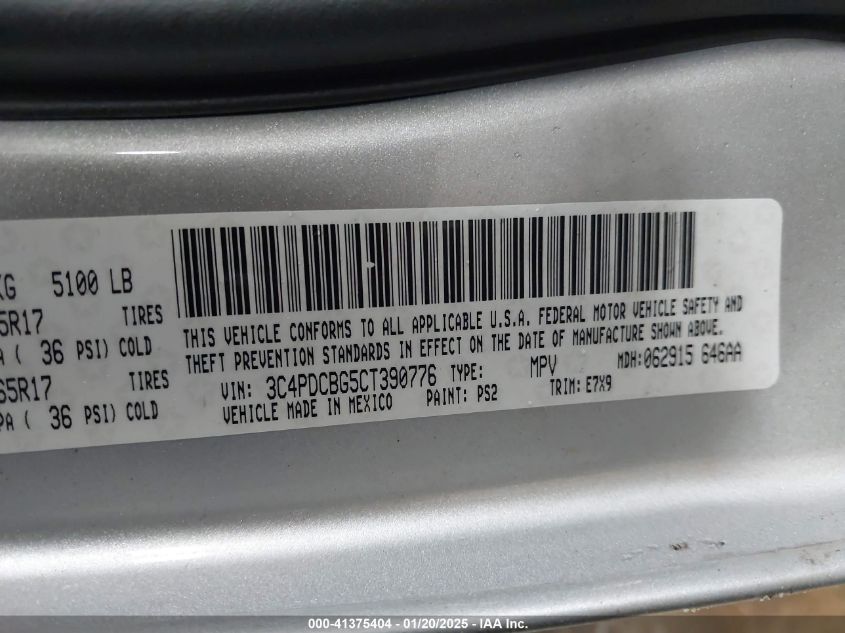 KG 5100 LB
5R17 TIRES
PA ( 36 PSI) COLD
65R17 TIRES
PA ( 36 PSI) COLD
THIS VEHICLE CONFORMS TO ALL APPLICABLE U.S.A. FEDERAL MOTOR VEHICLE SAFETY AND
THEFT PREVENTION STANDARDS IN EFFECT ON THE DATE OF MANUFACTURE SHOWN ABOVE.
VIN: 3C4PDCBG5CT390776 TYPE: MPV MDH:062915 646AA
VEHICLE MADE IN MEXICO PAINT: PS2 TRIM: E7X9
000-41375404 - 01/20/2025 - IAA Inc.